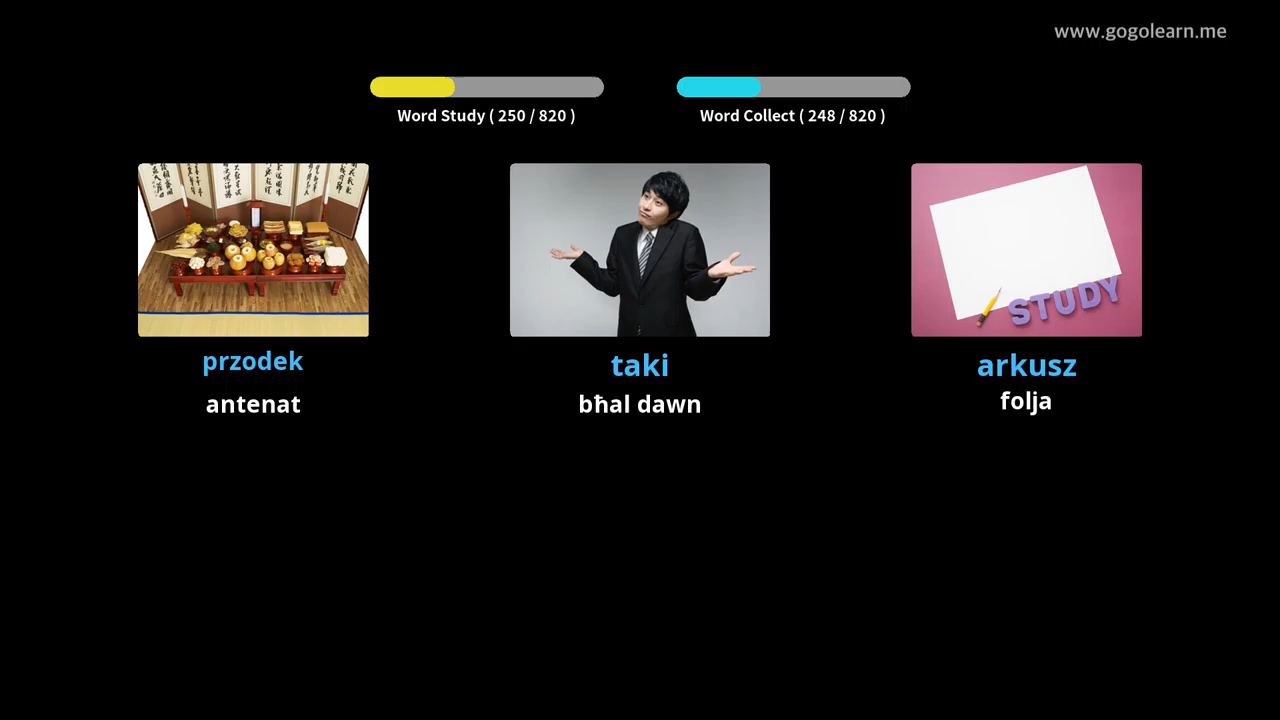 www.gogolearn.me
Word Study ( 250 / 820 )
Word Collect ( 248 / 820 )
STUDY
przodek
taki
arkusz
antenat
bħal dawn
folja